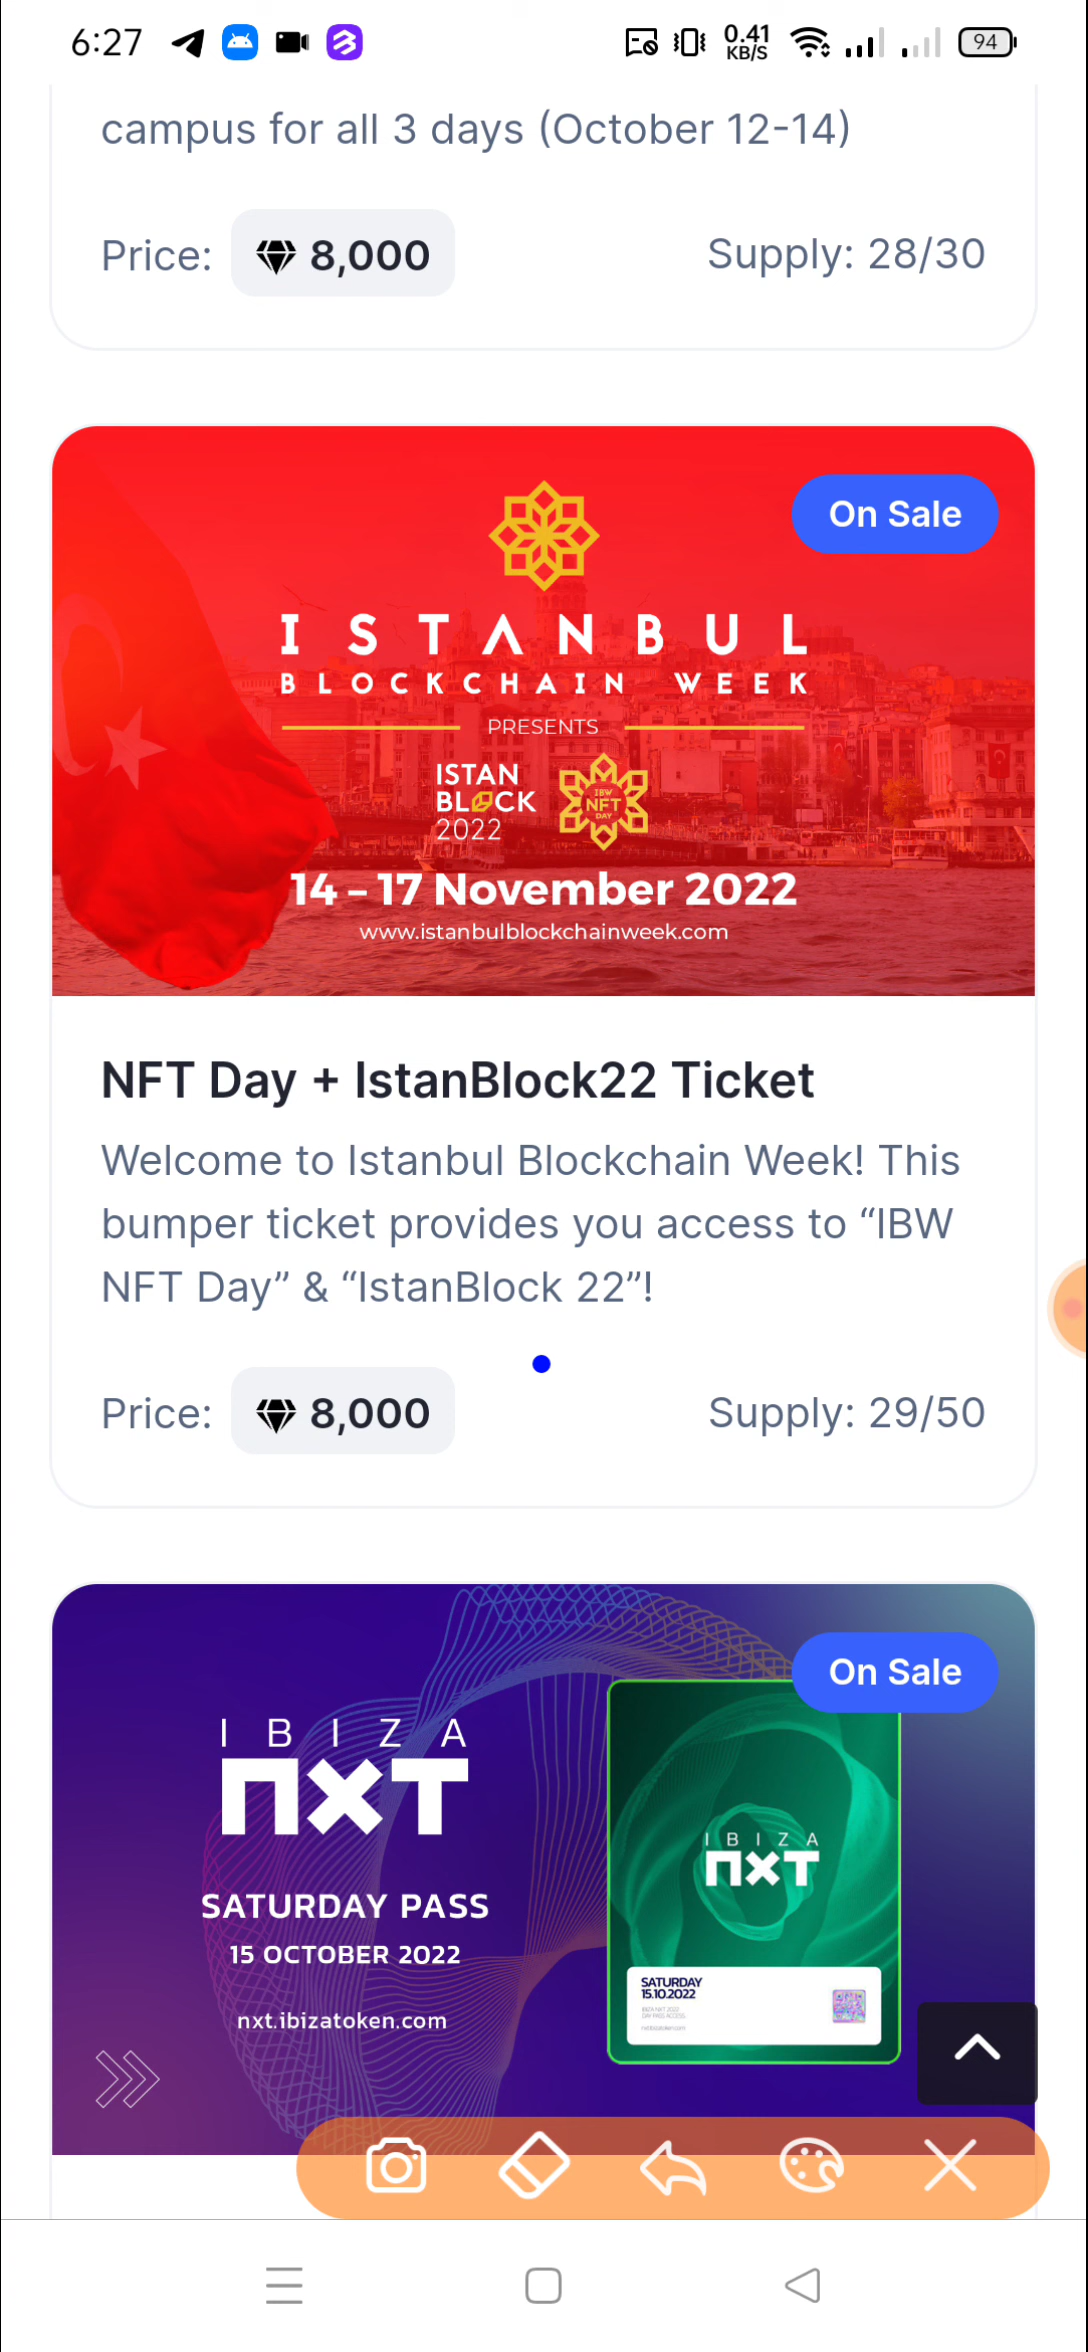 6:27
0.41
KB/S
94
campus for all 3 days (October 12-14)
Price: 8,000
Supply: 28/30
On Sale
ISTANBUL
BLOCKCHAIN WEEK
PRESENTS
ISTAN
BLOCK
2022
IBW
NFT
DAY
14 – 17 November 2022
www.istanbulblockchainweek.com
NFT Day + IstanBlock22 Ticket
Welcome to Istanbul Blockchain Week! This
bumper ticket provides you access to “IBW
NFT Day” & “IstanBlock 22”!
Price: 8,000
Supply: 29/50
On Sale
IBIZA
nXT
SATURDAY PASS
15 OCTOBER 2022
nxt.ibizatoken.com
IBIZA
nXT
SATURDAY
15.10.2022